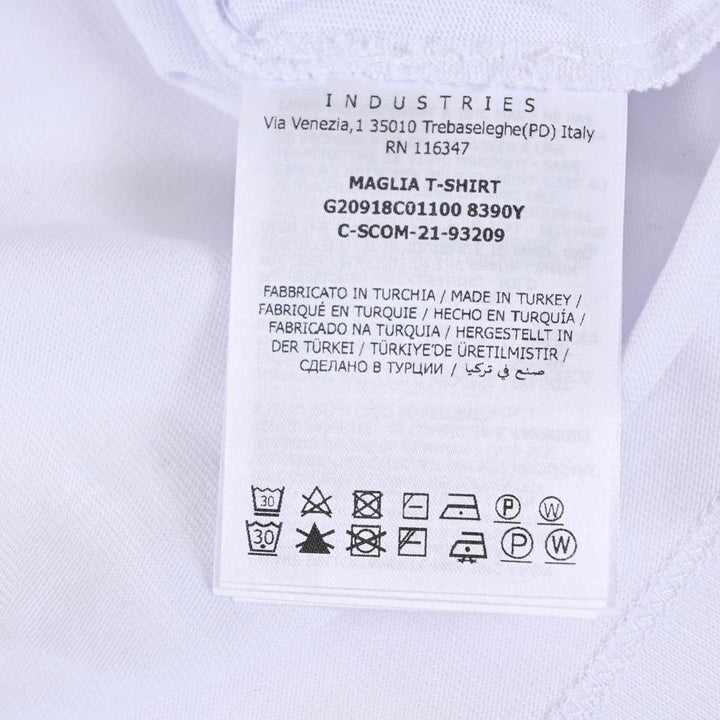 INDUSTRIES
Via Venezia,1 35010 Trebaseleghe(PD) Italy
RN 116347
MAGLIA T-SHIRT
G20918C01100 8390Y
C-SCOM-21-93209
FABBRICATO IN TURCHIA / MADE IN TURKEY /
FABRIQUÉ EN TURQUIE / HECHO EN TURQUÍA /
FABRICADO NA TURQUIA / HERGESTELLT IN
DER TÜRKEI / TÜRKIYE'DE ÜRETILMISTIR /
СДЕЛАНО В ТУРЦИИ / صنع في تركيا
30 P W
30 P W